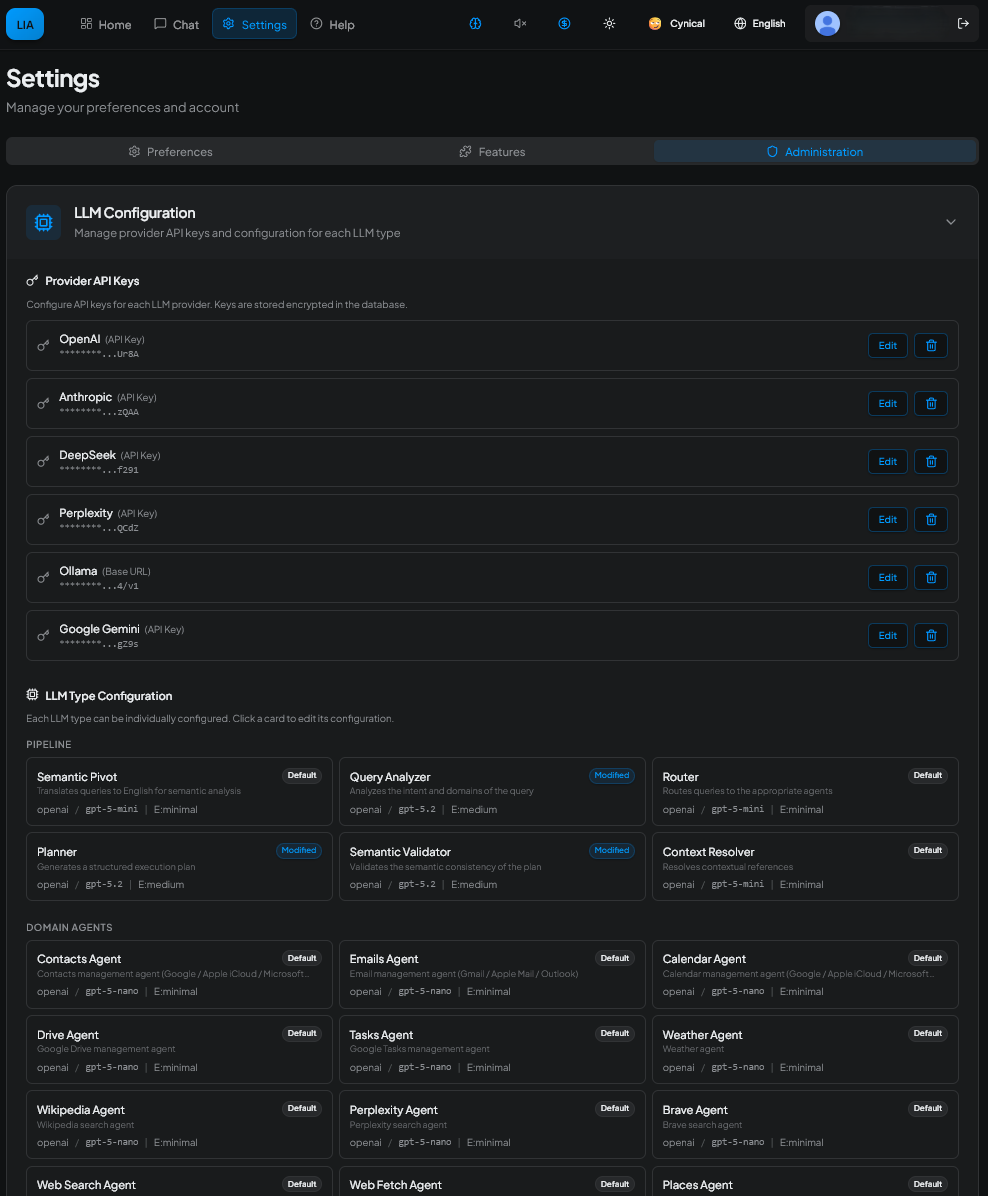 LIA
Home
Chat
Settings
Help
Cynical
English
Settings
Manage your preferences and account
Preferences
Features
Administration
LLM Configuration
Manage provider API keys and configuration for each LLM type
Provider API Keys
Configure API keys for each LLM provider. Keys are stored encrypted in the database.
OpenAI (API Key)
********...Ur8A
Edit
Anthropic (API Key)
********...zQAA
Edit
DeepSeek (API Key)
********...f291
Edit
Perplexity (API Key)
********...QCdZ
Edit
Ollama (Base URL)
********...4/v1
Edit
Google Gemini (API Key)
********...gZ9s
Edit
LLM Type Configuration
Each LLM type can be individually configured. Click a card to edit its configuration.
PIPELINE
Semantic Pivot Default
Translates queries to English for semantic analysis
openai / gpt-5-mini | E:minimal
Query Analyzer Modified
Analyzes the intent and domains of the query
openai / gpt-5.2 | E:medium
Router Default
Routes queries to the appropriate agents
openai / gpt-5-mini | E:minimal
Planner Modified
Generates a structured execution plan
openai / gpt-5.2 | E:medium
Semantic Validator Modified
Validates the semantic consistency of the plan
openai / gpt-5.2 | E:medium
Context Resolver Default
Resolves contextual references
openai / gpt-5-mini | E:minimal
DOMAIN AGENTS
Contacts Agent Default
Contacts management agent (Google / Apple iCloud / Microsoft...
openai / gpt-5-nano | E:minimal
Emails Agent Default
Email management agent (Gmail / Apple Mail / Outlook)
openai / gpt-5-nano | E:minimal
Calendar Agent Default
Calendar management agent (Google / Apple iCloud / Microsoft...
openai / gpt-5-nano | E:minimal
Drive Agent Default
Google Drive management agent
openai / gpt-5-nano | E:minimal
Tasks Agent Default
Google Tasks management agent
openai / gpt-5-nano | E:minimal
Weather Agent Default
Weather agent
openai / gpt-5-nano | E:minimal
Wikipedia Agent Default
Wikipedia search agent
openai / gpt-5-nano | E:minimal
Perplexity Agent Default
Perplexity search agent
openai / gpt-5-nano | E:minimal
Brave Agent Default
Brave search agent
openai / gpt-5-nano | E:minimal
Web Search Agent Default
Web Fetch Agent Default
Places Agent Default